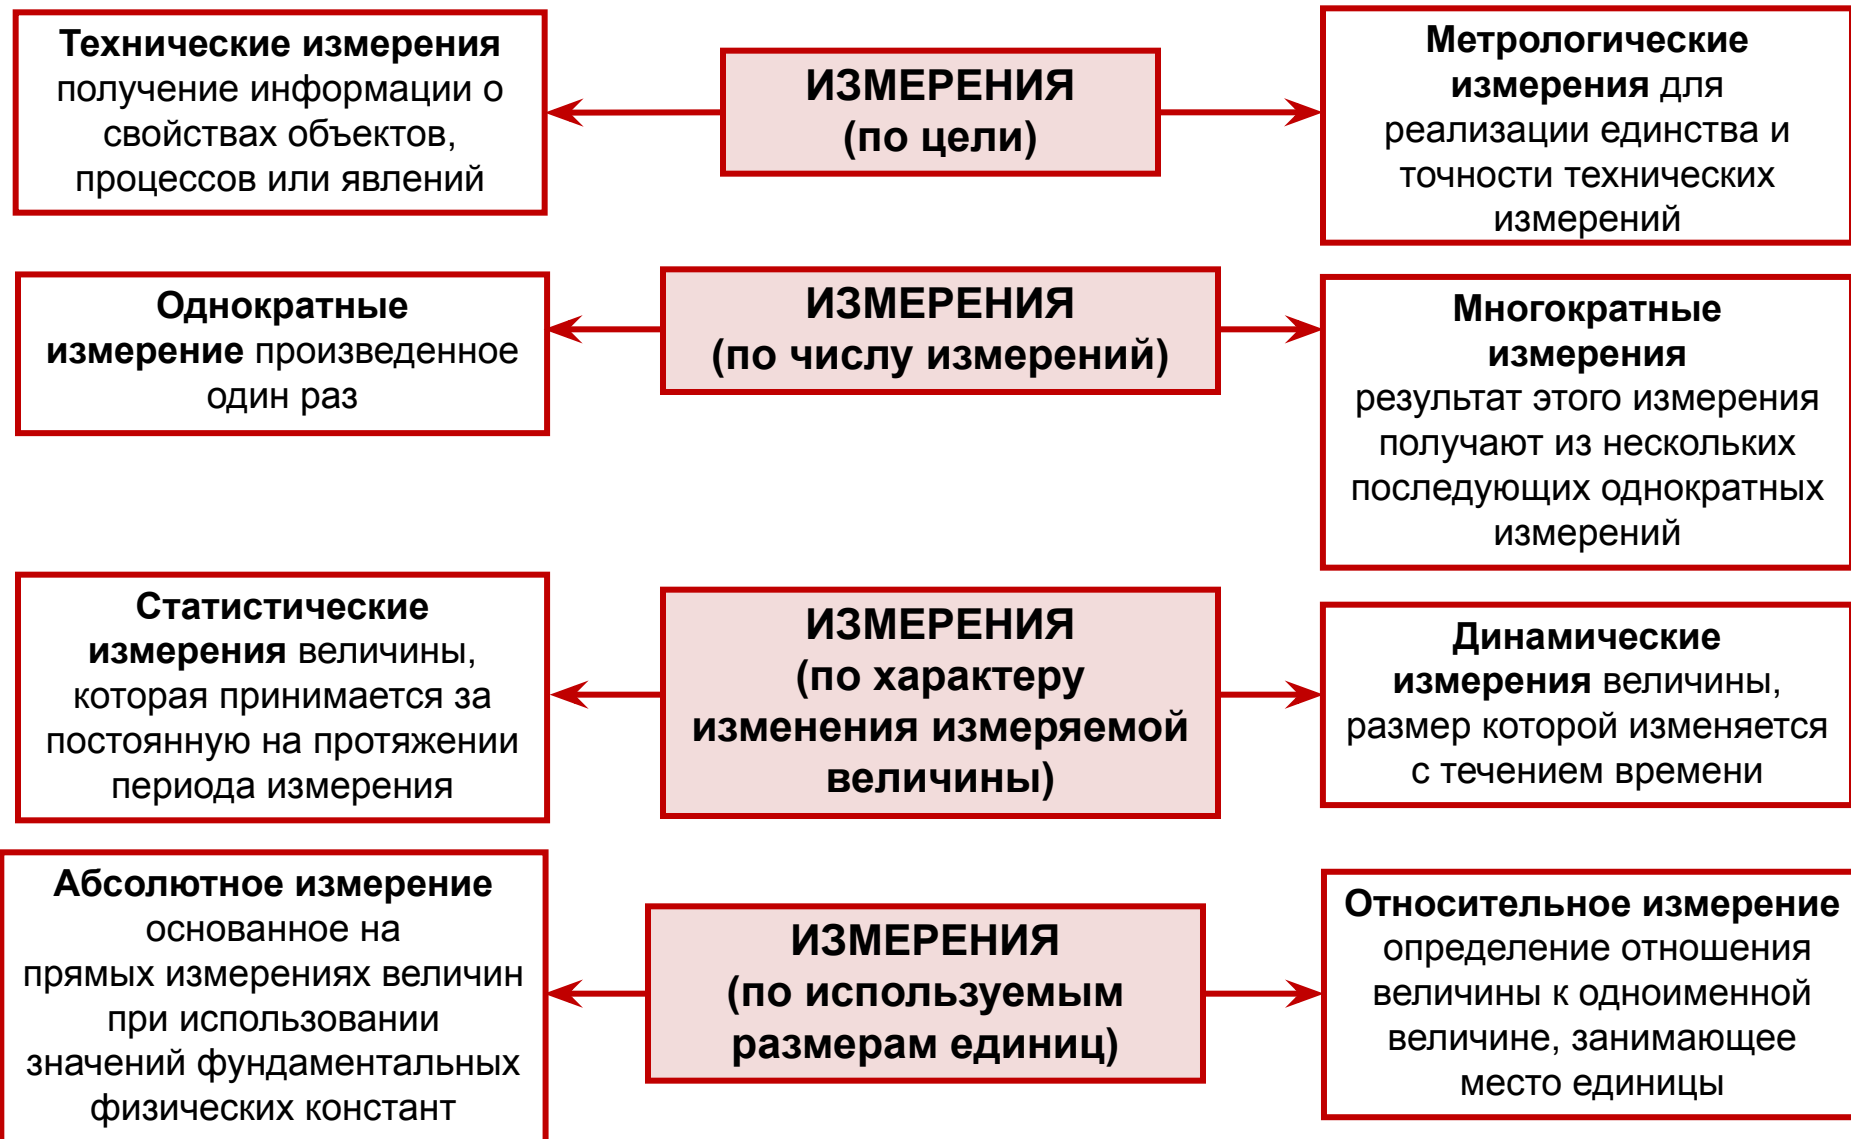 Технические измерения
получение информации о
свойствах объектов,
процессов или явлений
ИЗМЕРЕНИЯ
(по цели)
Метрологические
измерения для
реализации единства и
точности технических
измерений
Однократные
измерение произведенное
один раз
ИЗМЕРЕНИЯ
(по числу измерений)
Многократные
измерения
результат этого измерения
получают из нескольких
последующих однократных
измерений
Статистические
измерения величины,
которая принимается за
постоянную на протяжении
периода измерения
ИЗМЕРЕНИЯ
(по характеру
изменения измеряемой
величины)
Динамические
измерения величины,
размер которой изменяется
с течением времени
Абсолютное измерение
основанное на
прямых измерениях величин
при использовании
значений фундаментальных
физических констант
ИЗМЕРЕНИЯ
(по используемым
размерам единиц)
Относительное измерение
определение отношения
величины к одноименной
величине, занимающее
место единицы